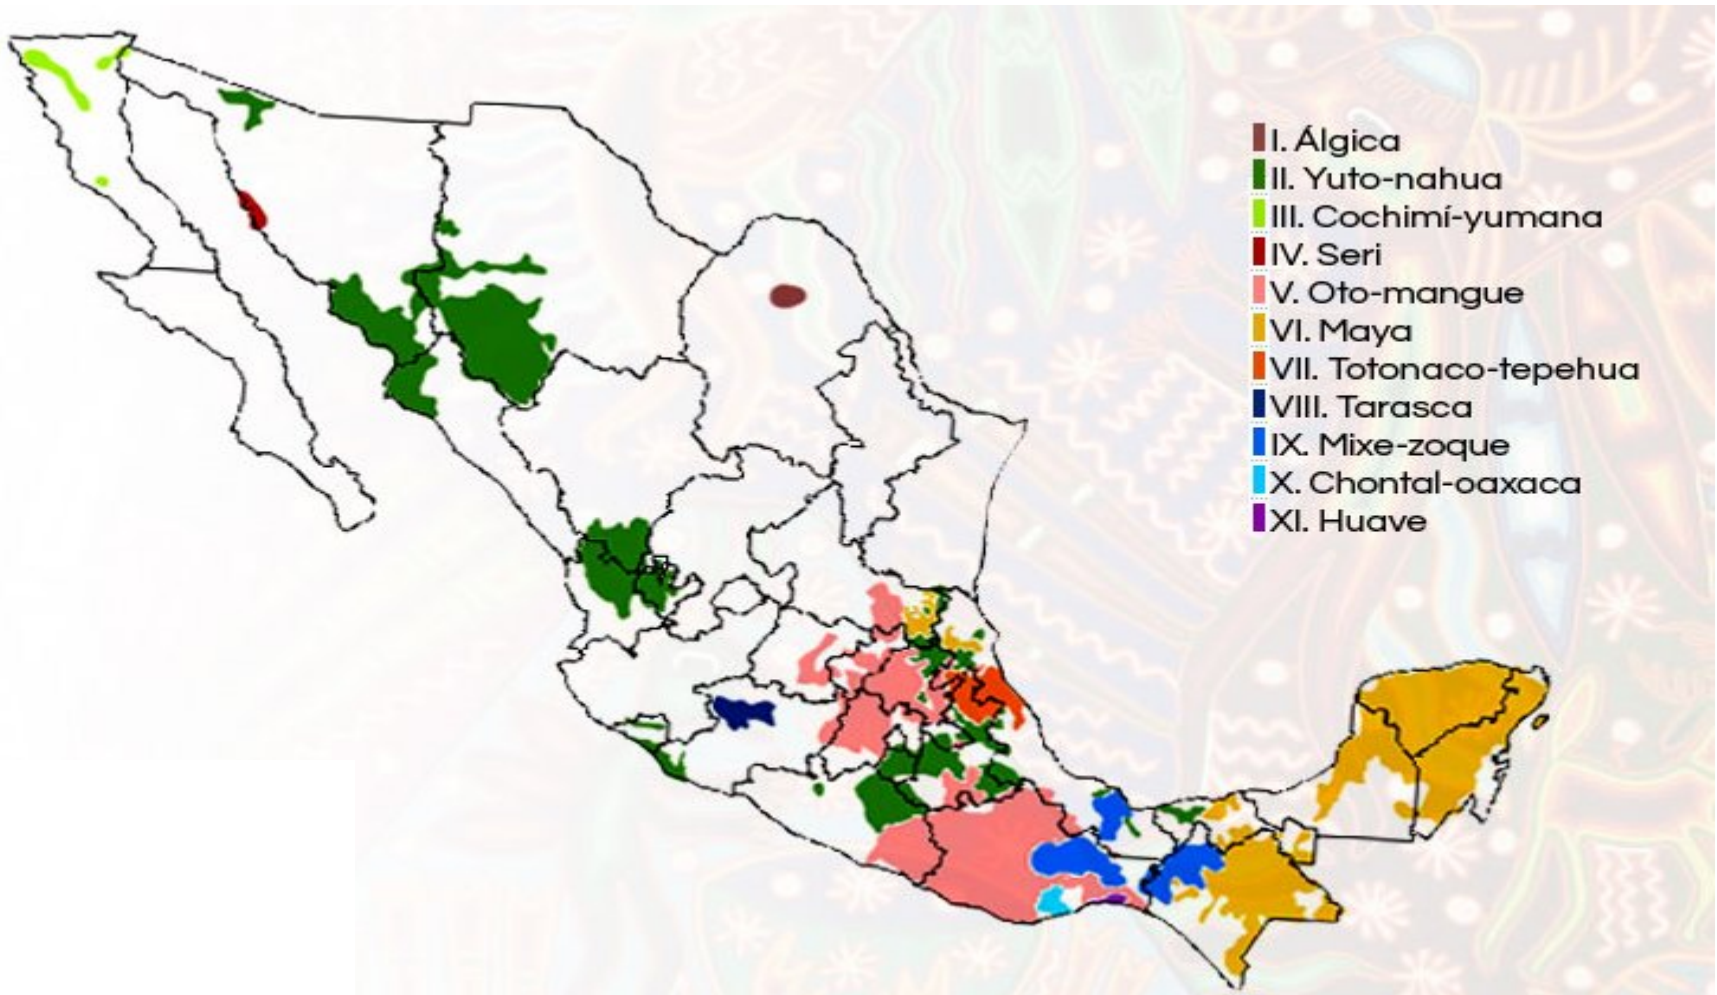 I. Álgica
II. Yuto-nahua
III. Cochimí-yumana
IV. Seri
V. Oto-mangue
VI. Maya
VII. Totonaco-tepehua
VIII. Tarasca
IX. Mixe-zoque
X. Chontal-oaxaca
XI. Huave